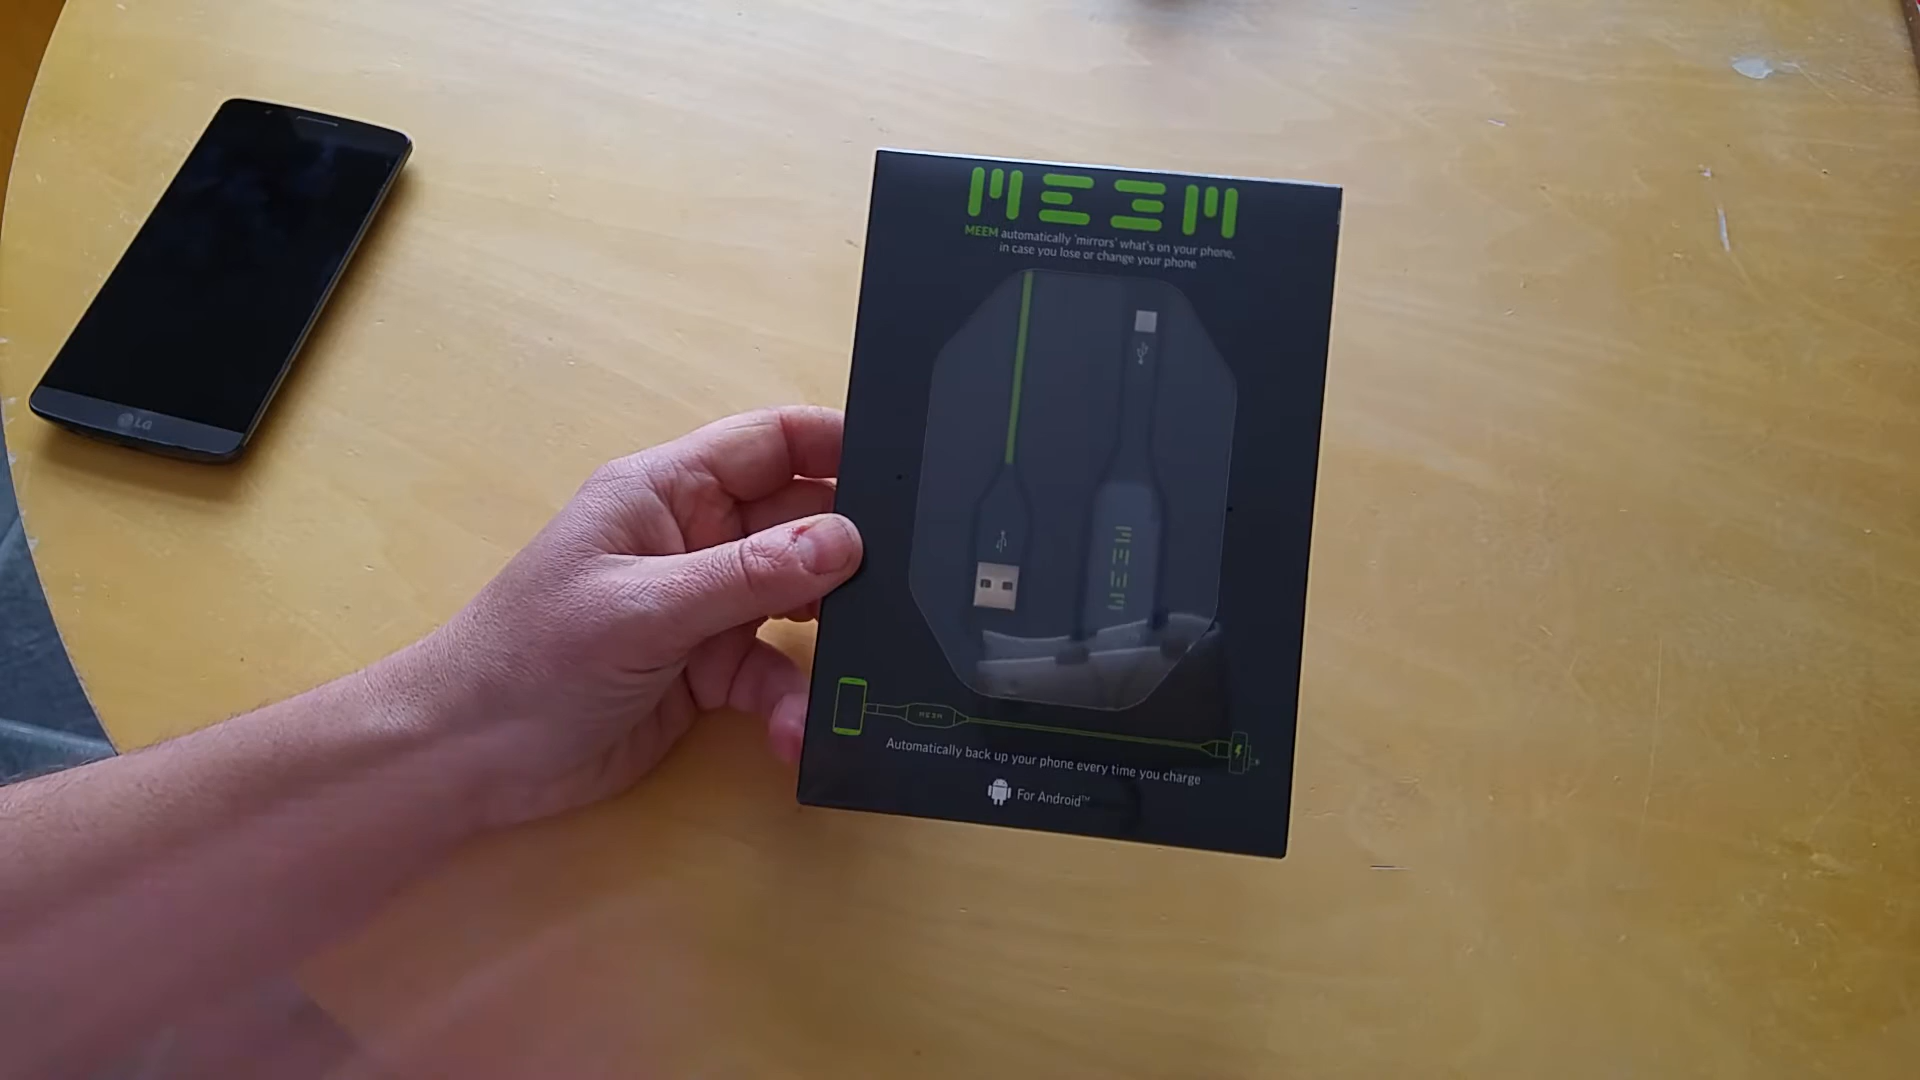 MEEM
MEEM automatically 'mirrors' what's on your phone,
in case you lose or change your phone
MEEM
MEEM
Automatically back up your phone every time you charge
For Android™
LG